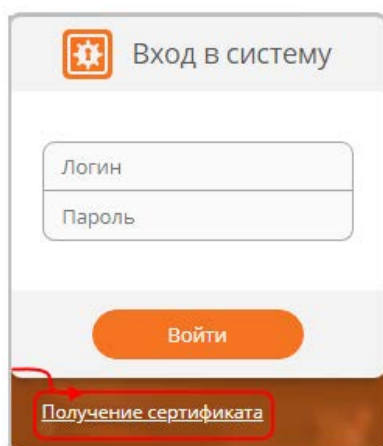 Вход в систему
Логин
Пароль
Войти
Получение сертификата